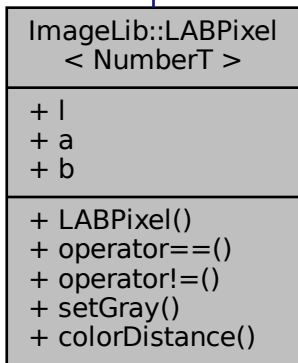 ImageLib::LABPixel
< NumberT >
+ l
+ a
+ b
+ LABPixel()
+ operator==()
+ operator!=()
+ setGray()
+ colorDistance()